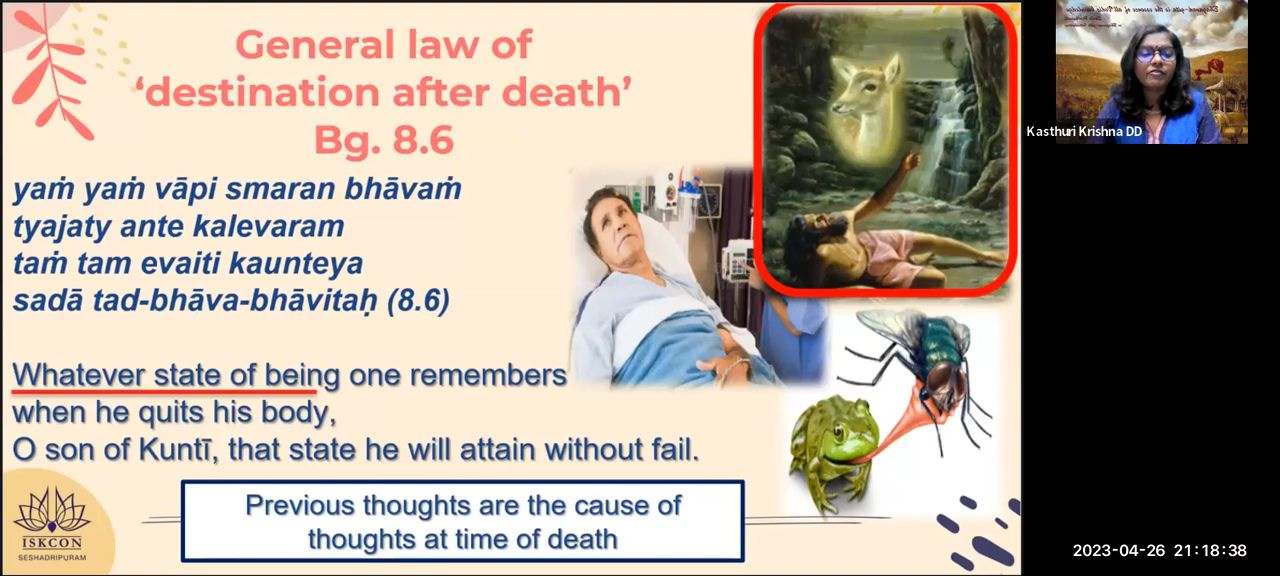 General law of
‘destination after death’
Bg. 8.6
yaṁ yaṁ vāpi smaran bhāvaṁ
tyajaty ante kalevaram
taṁ tam evaiti kaunteya
sadā tad-bhāva-bhāvitaḥ (8.6)
Whatever state of being one remembers
when he quits his body,
O son of Kuntī, that state he will attain without fail.
Previous thoughts are the cause of
thoughts at time of death
ISKCON
SESHADRIPURAM
Kasthuri Krishna DD
2023-04-26 21:18:38